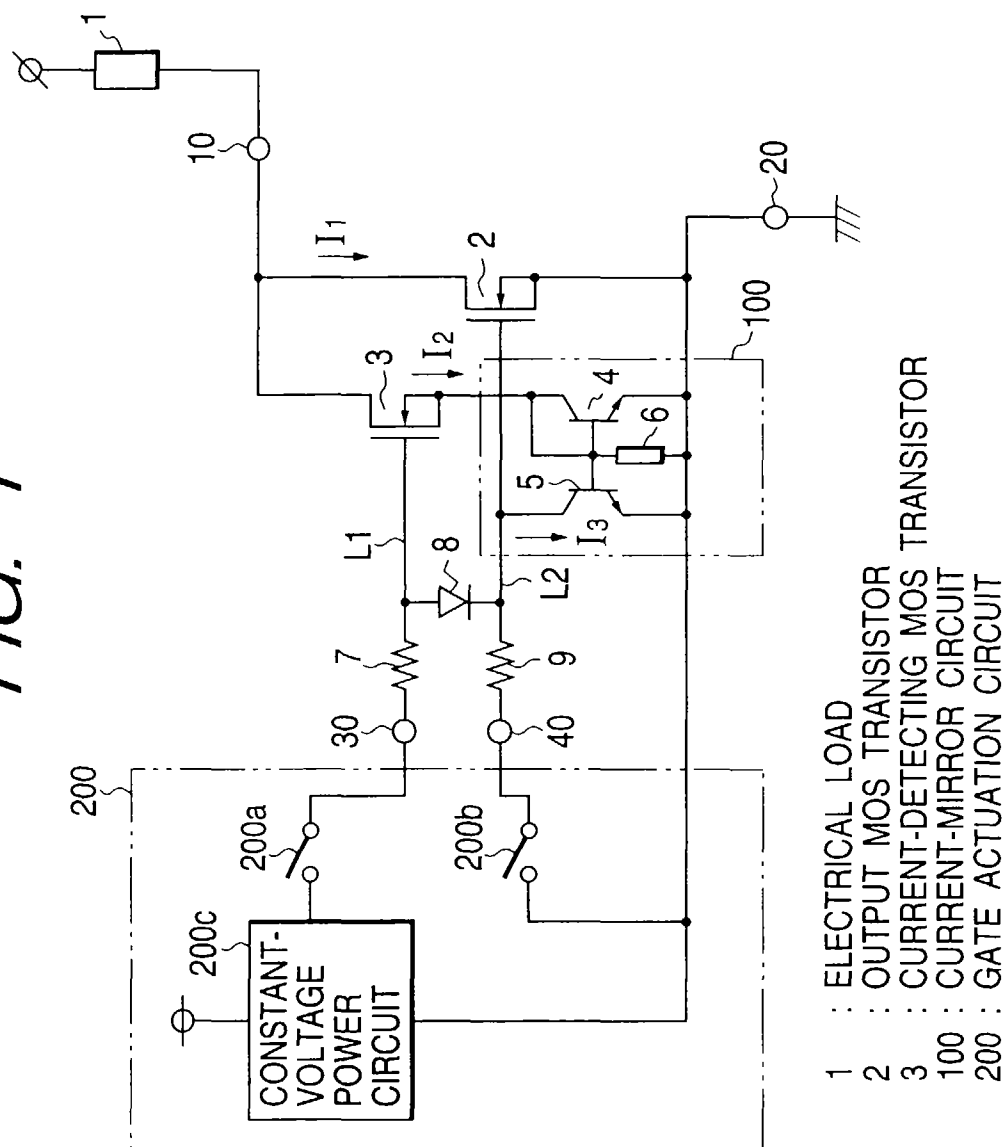 FIG. 1
1
10
I1
2
3
I2
20
100
4
5
6
I3
L1
8
L2
7
9
30
40
200
200a
200b
200c
CONSTANT-
VOLTAGE
POWER
CIRCUIT
1 : ELECTRICAL LOAD
2 : OUTPUT MOS TRANSISTOR
3 : CURRENT-DETECTING MOS TRANSISTOR
100 : CURRENT-MIRROR CIRCUIT
200 : GATE ACTUATION CIRCUIT